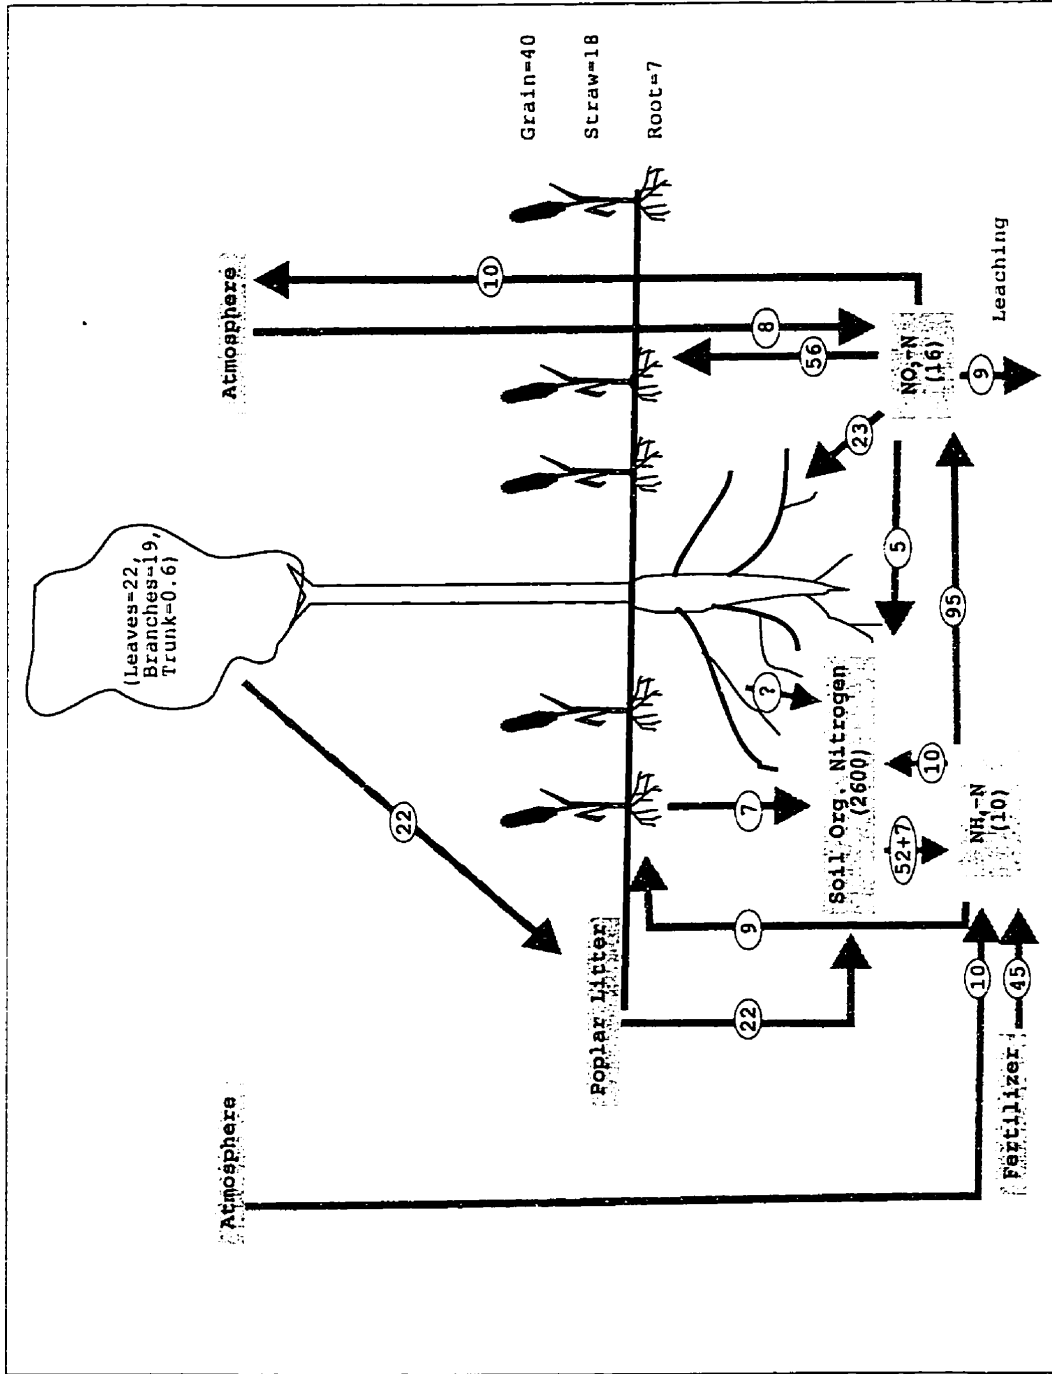 (Leaves=22,
Branches=19,
Trunk=0.6)
Atmosphere
Atmosphere
22
10
Grain=40
Straw=18
Root=7
Poplar Litter
22
9
7
?
8
56
23
Soil Org. Nitrogen
(2600)
5
52+7
10
95
NO3-N
(16)
9
Leaching
NH4-N
(10)
10
45
Fertilizer